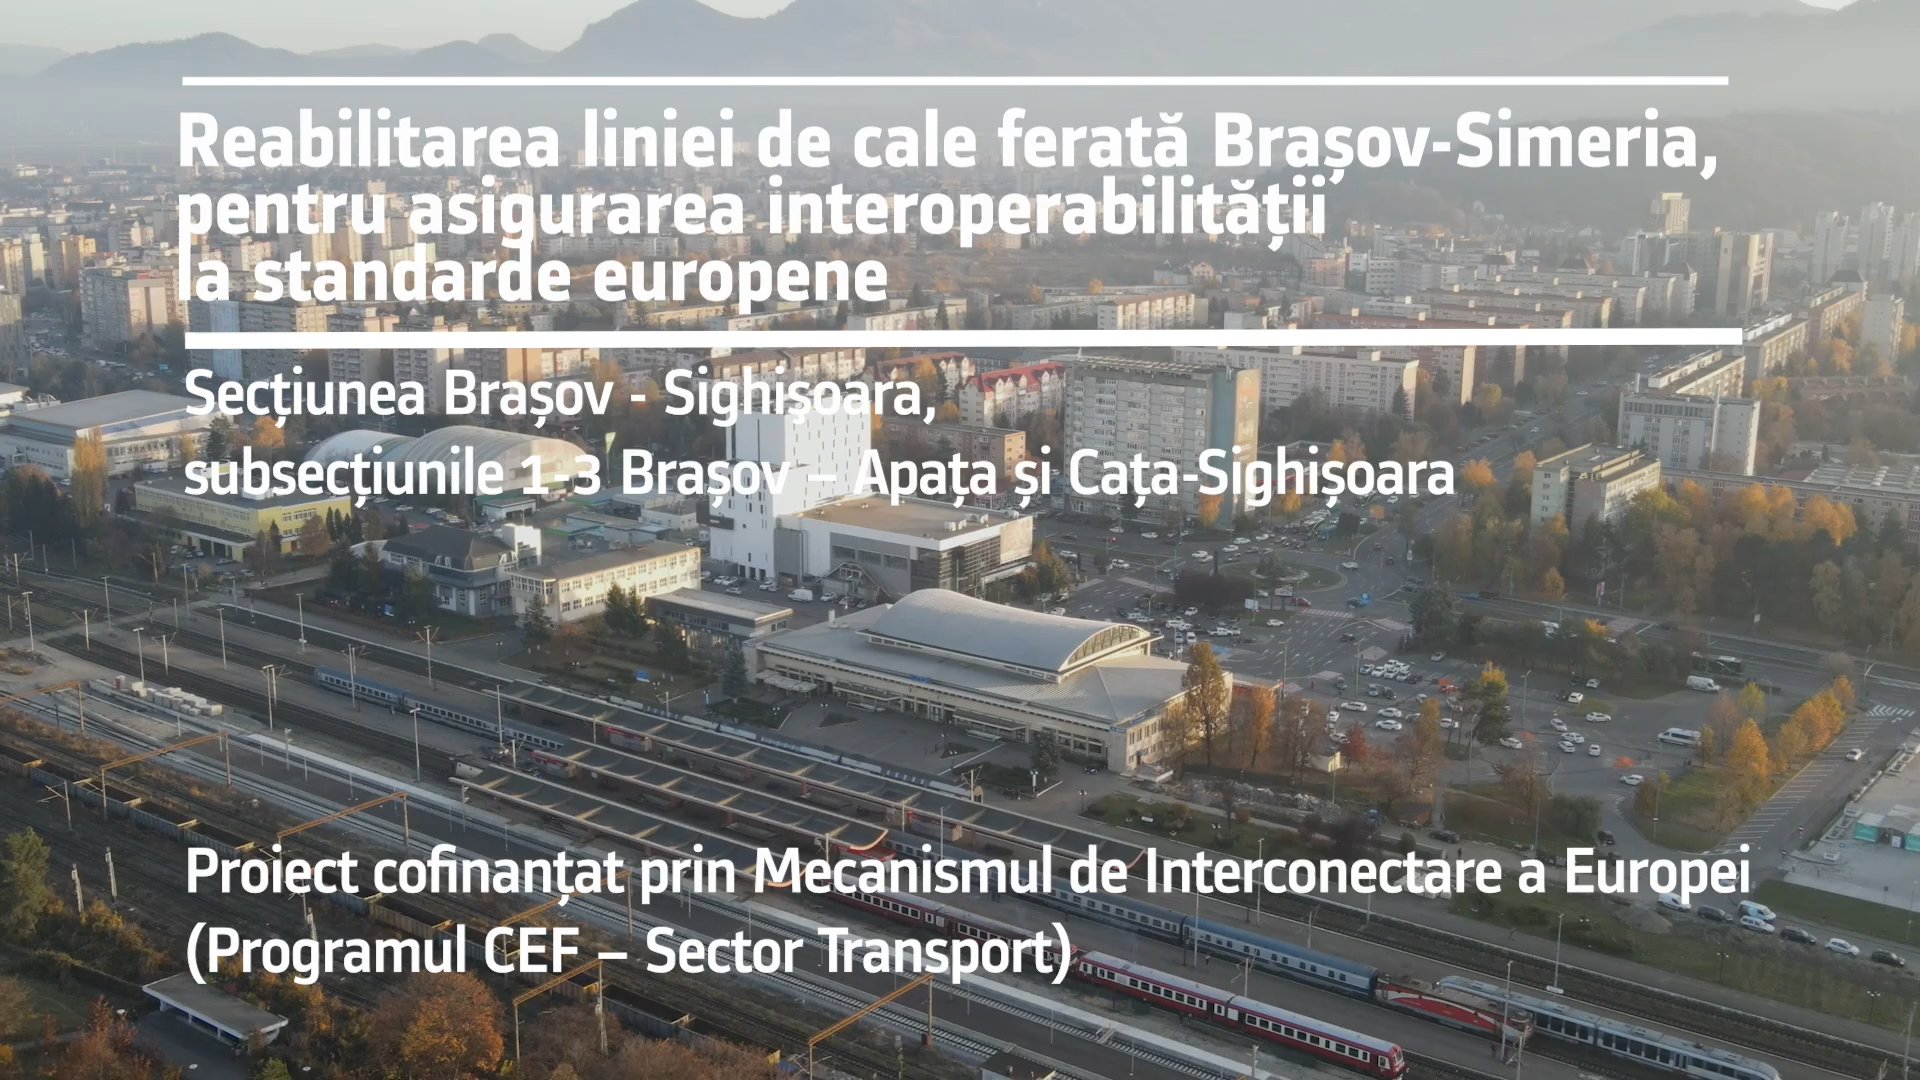 Reabilitarea liniei de cale ferată Brașov-Simeria,
pentru asigurarea interoperabilității
la standarde europene
Secțiunea Brașov - Sighișoara,
subsecțiunile 1-3 Brașov – Apața și Cața-Sighișoara
Proiect cofinanțat prin Mecanismul de Interconectare a Europei
(Programul CEF – Sector Transport)